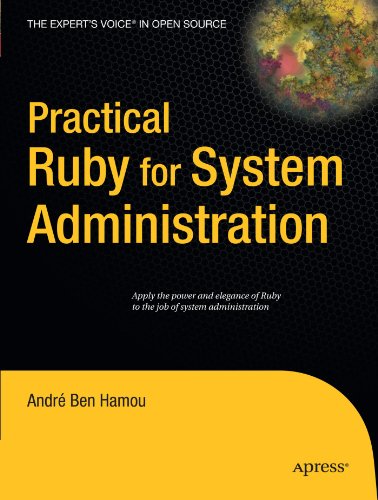 THE EXPERT'S VOICE® IN OPEN SOURCE
Practical
Ruby for System
Administration
Apply the power and elegance of Ruby
to the job of system administration
André Ben Hamou
Apress®